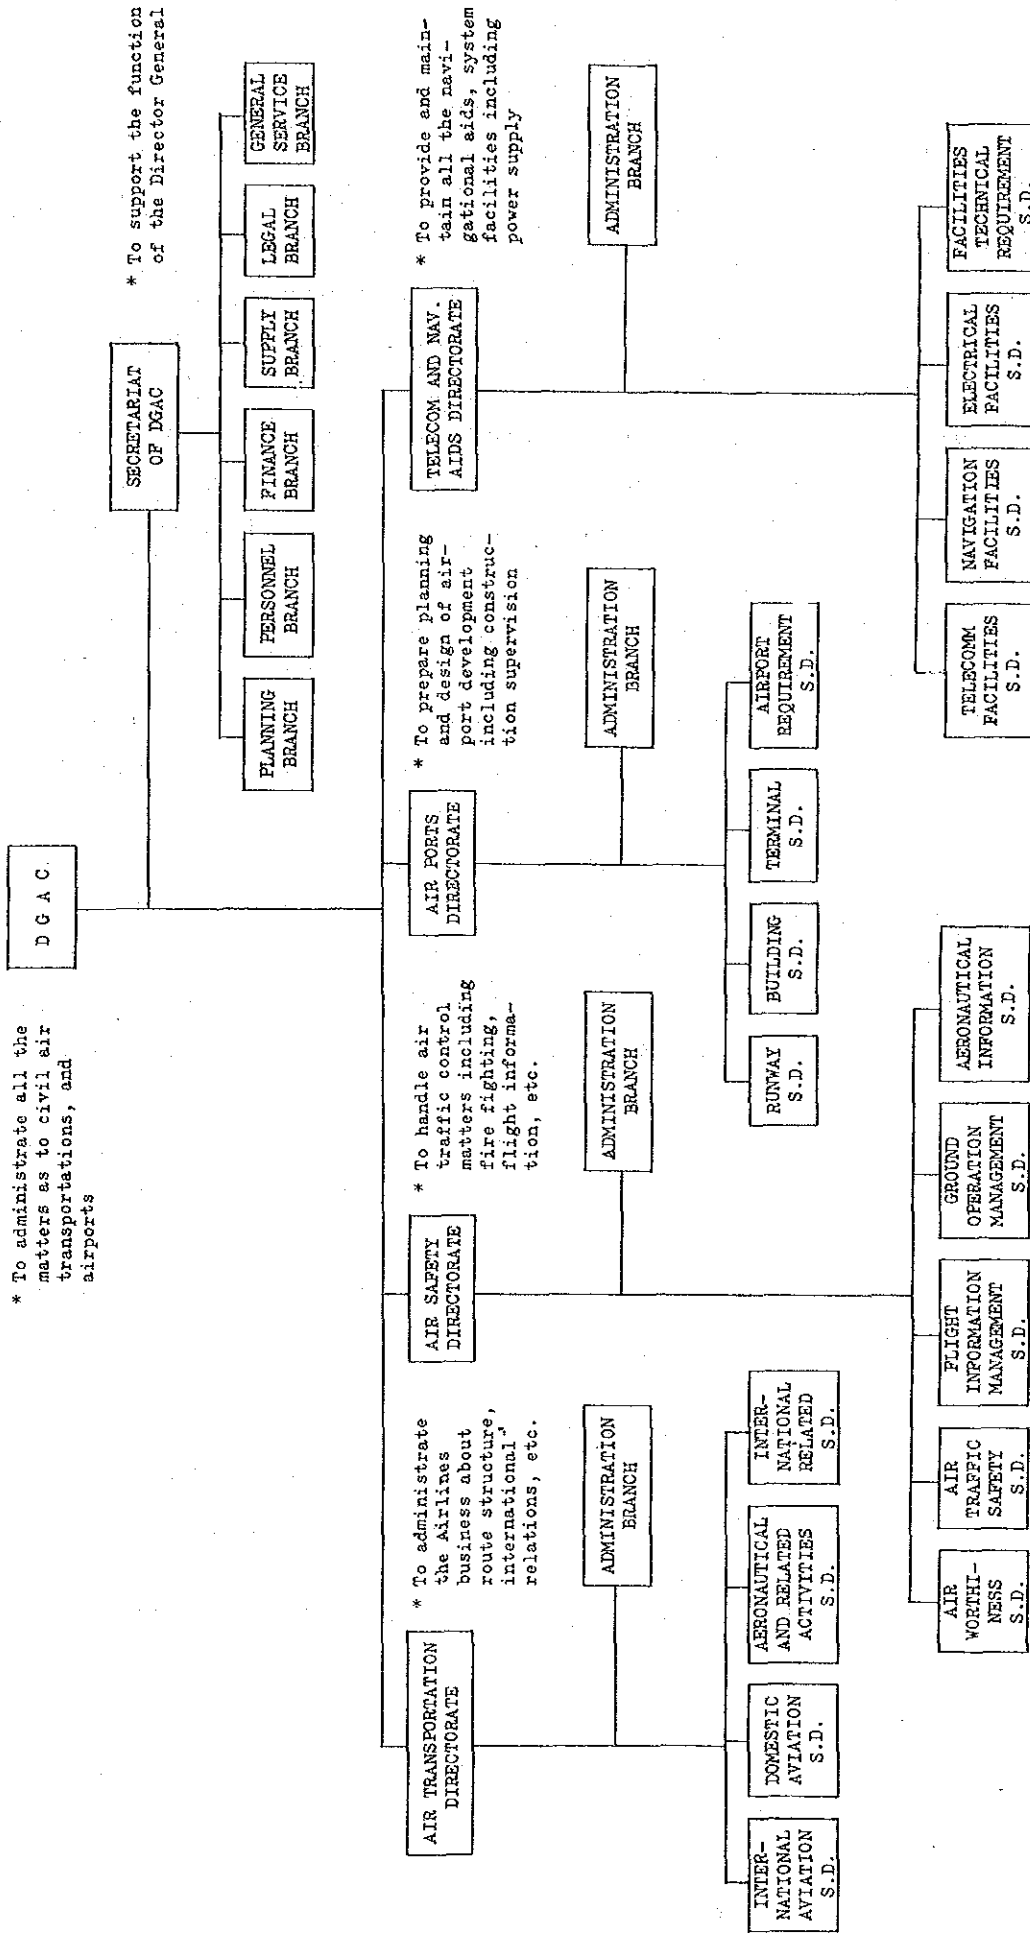 D G A C
* To administrate all the
matters as to civil air
transportations, and
airports
SECRETARIAT
OF DGAC
* To support the function
of the Director General
PLANNING
BRANCH
PERSONNEL
BRANCH
FINANCE
BRANCH
SUPPLY
BRANCH
LEGAL
BRANCH
GENERAL
SERVICE
BRANCH
AIR TRANSPORTATION
DIRECTORATE
* To administrate
the Airlines
business about
route structure,
international
relations, etc.
ADMINISTRATION
BRANCH
INTER-
NATIONAL
AVIATION
S.D.
DOMESTIC
AVIATION
S.D.
AERONAUTICAL
AND RELATED
ACTIVITIES
S.D.
INTER-
NATIONAL
RELATED
S.D.
AIR SAFETY
DIRECTORATE
* To handle air
traffic control
matters including
fire fighting,
flight informa-
tion, etc.
ADMINISTRATION
BRANCH
AIR
WORTHI-
NESS
S.D.
AIR
TRAFFIC
SAFETY
S.D.
FLIGHT
INFORMATION
MANAGEMENT
S.D.
GROUND
OPERATION
MANAGEMENT
S.D.
AERONAUTICAL
INFORMATION
S.D.
AIR PORTS
DIRECTORATE
* To prepare planning
and design of air-
port development
including construc-
tion supervision
ADMINISTRATION
BRANCH
RUNWAY
S.D.
BUILDING
S.D.
TERMINAL
S.D.
AIRPORT
REQUIREMENT
S.D.
TELECOM AND NAV.
AIDS DIRECTORATE
* To provide and main-
tain all the navi-
gational aids, system
facilities including
power supply
ADMINISTRATION
BRANCH
TELECOMM
FACILITIES
S.D.
NAVIGATION
FACILITIES
S.D.
ELECTRICAL
FACILITIES
S.D.
FACILITIES
TECHNICAL
REQUIREMENT
S.D.